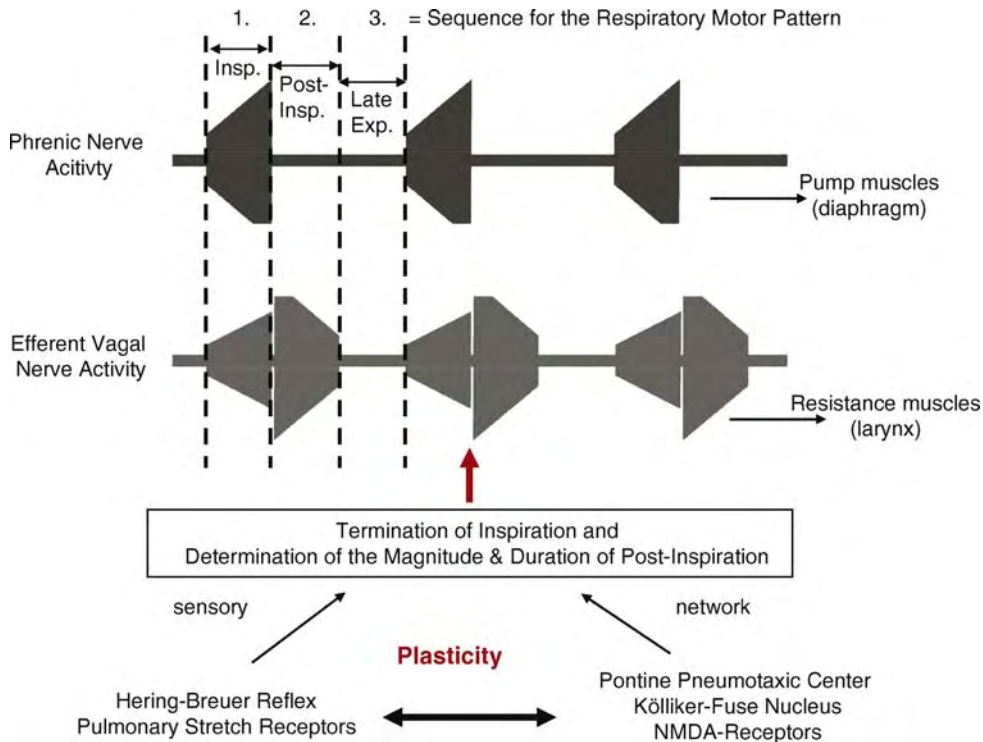 1. 2. 3. = Sequence for the Respiratory Motor Pattern
Insp.
Post-
Insp.
Late
Exp.
Phrenic Nerve
Acitivty
Pump muscles
(diaphragm)
Efferent Vagal
Nerve Activity
Resistance muscles
(larynx)
Termination of Inspiration and
Determination of the Magnitude & Duration of Post-Inspiration
sensory
network
Plasticity
Hering-Breuer Reflex
Pulmonary Stretch Receptors
Pontine Pneumotaxic Center
Kölliker-Fuse Nucleus
NMDA-Receptors